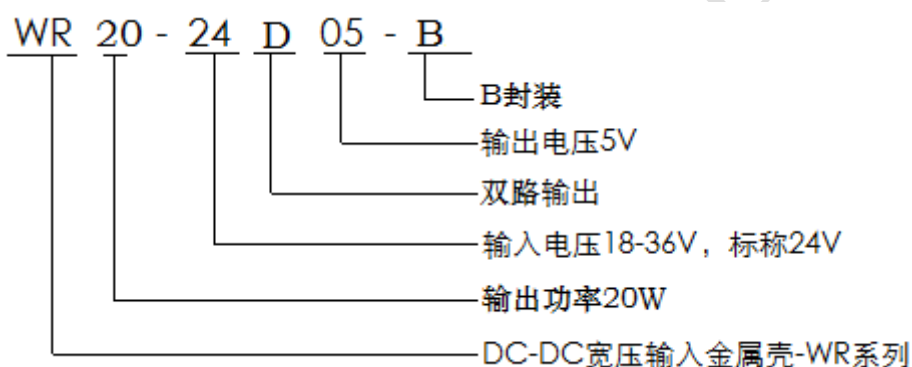 WR 20 - 24 D 05 - B
B封装
输出电压5V
双路输出
输入电压18-36V，标称24V
输出功率20W
DC-DC宽压输入金属壳-WR系列